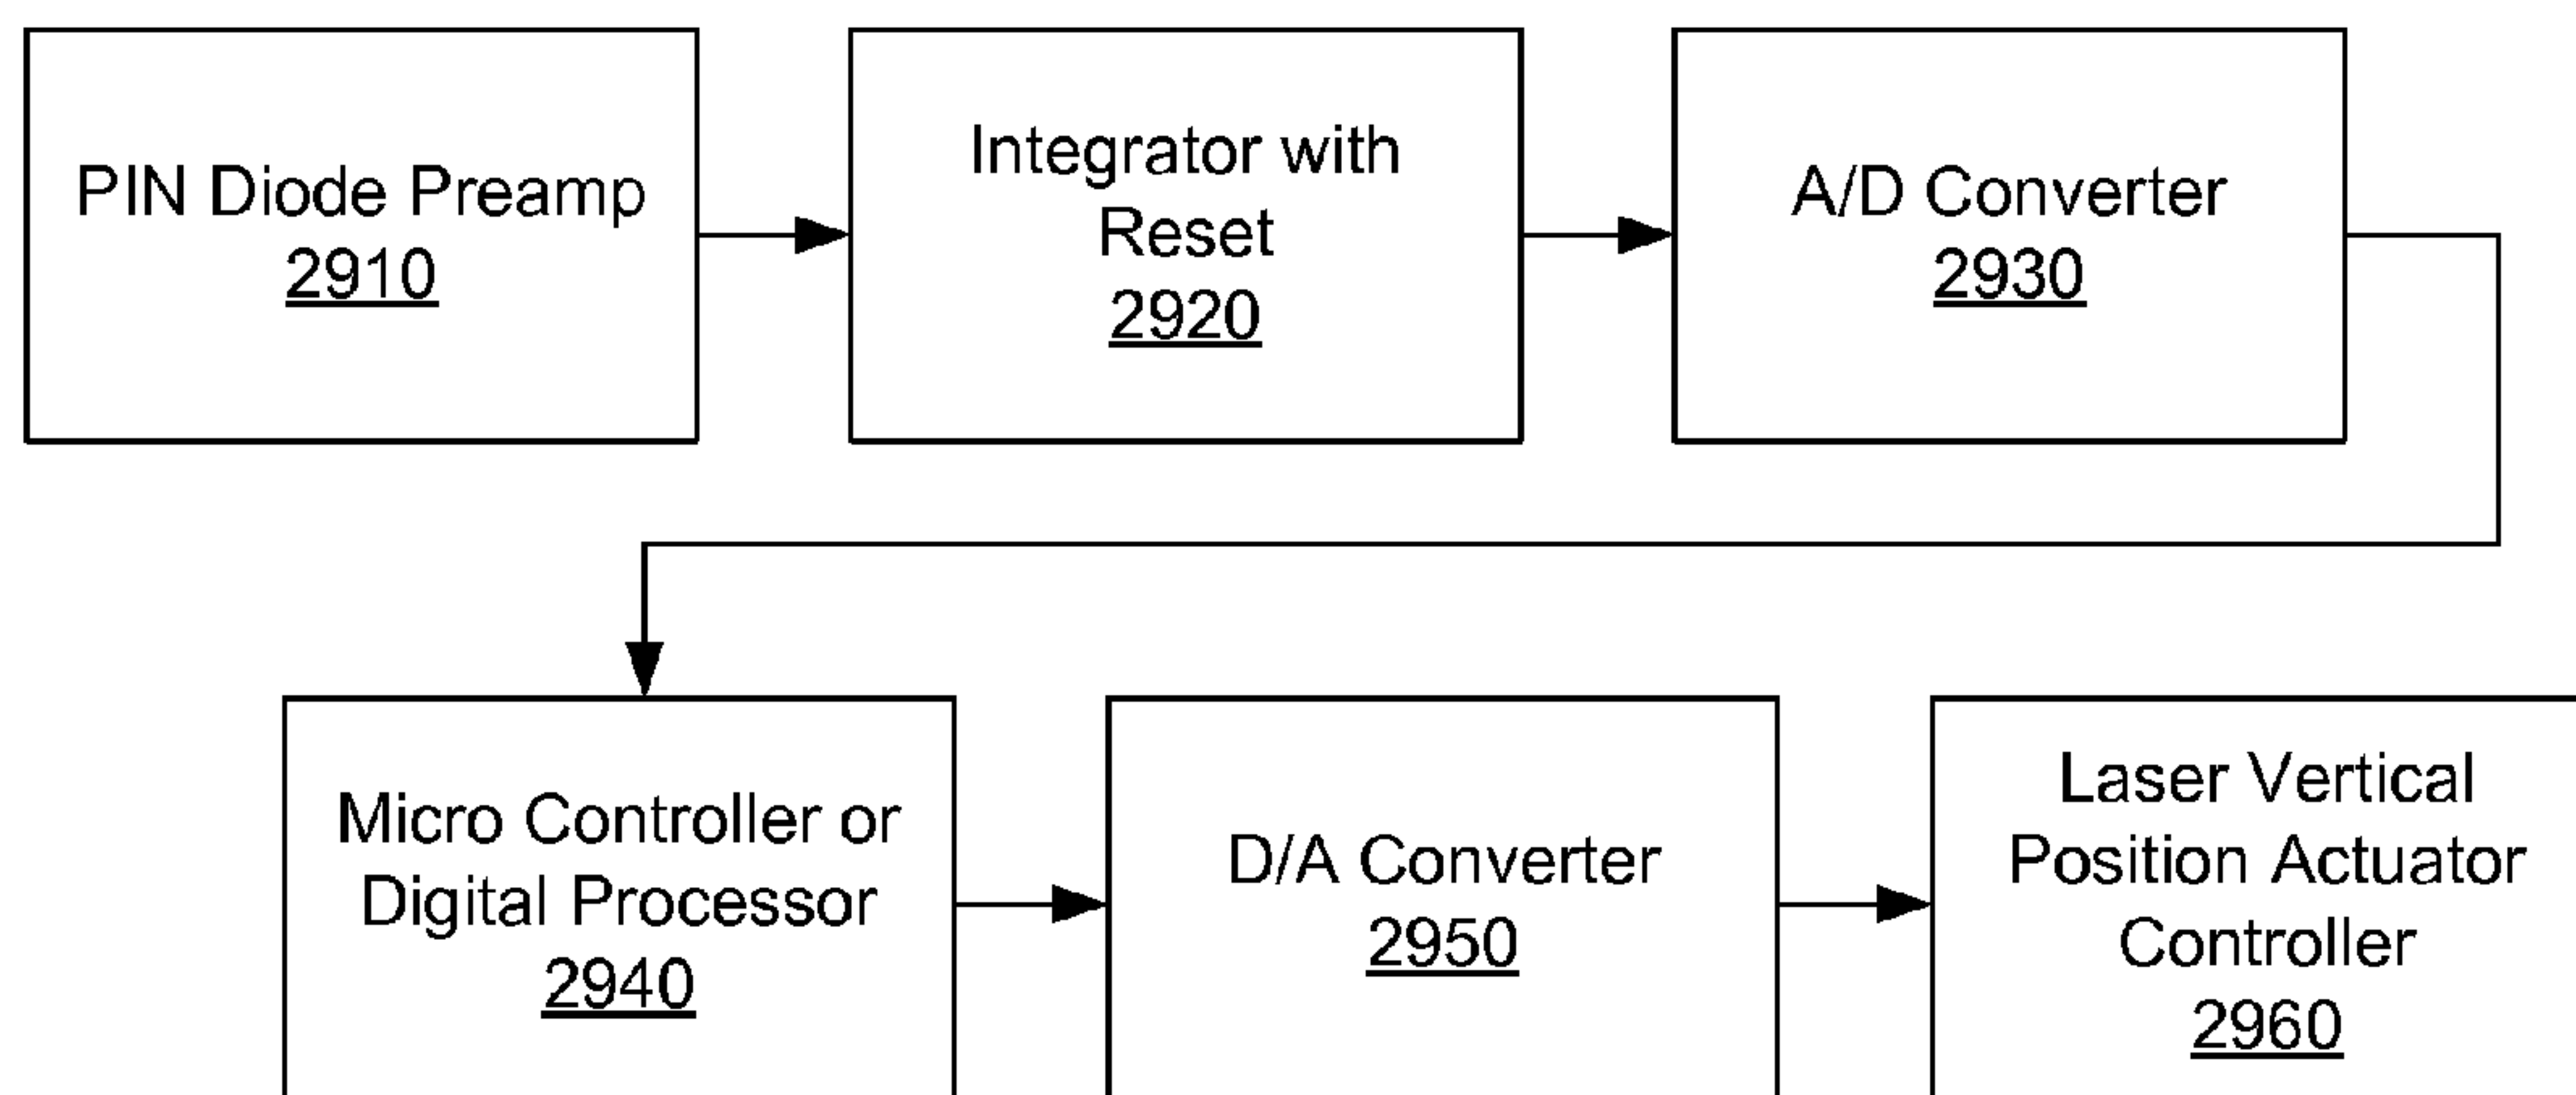 PIN Diode Preamp
2910
Integrator with
Reset
2920
A/D Converter
2930
Micro Controller or
Digital Processor
2940
D/A Converter
2950
Laser Vertical
Position Actuator
Controller
2960